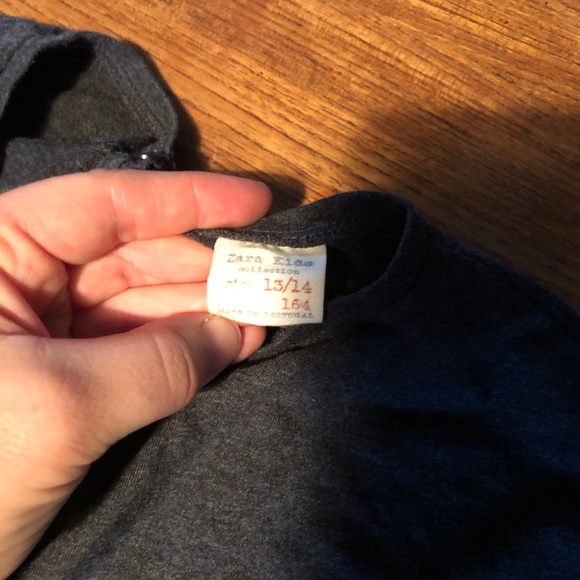 Zara Kids
collection
13/14
164
MADE IN PORTUGAL